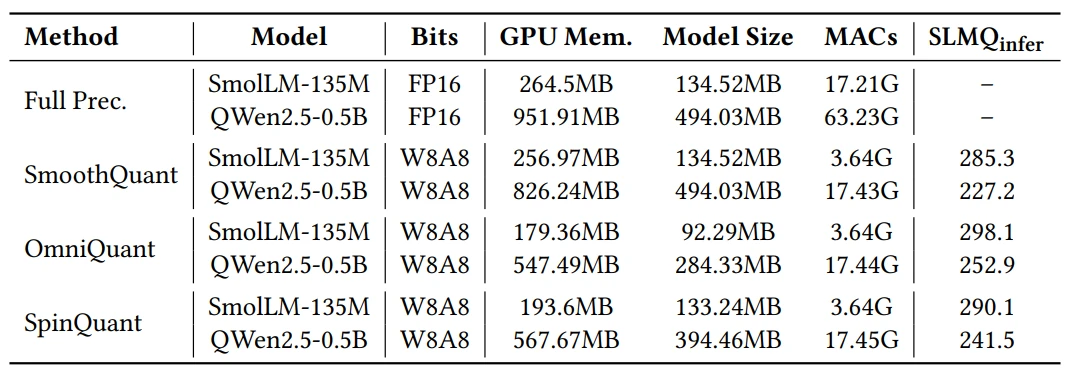 Method Model Bits GPU Mem. Model Size MACs SLMQinfer
Full Prec. SmolLM-135M FP16 264.5MB 134.52MB 17.21G –
QWen2.5-0.5B FP16 951.91MB 494.03MB 63.23G –
SmoothQuant SmolLM-135M W8A8 256.97MB 134.52MB 3.64G 285.3
QWen2.5-0.5B W8A8 826.24MB 494.03MB 17.43G 227.2
OmniQuant SmolLM-135M W8A8 179.36MB 92.29MB 3.64G 298.1
QWen2.5-0.5B W8A8 547.49MB 284.33MB 17.44G 252.9
SpinQuant SmolLM-135M W8A8 193.6MB 133.24MB 3.64G 290.1
QWen2.5-0.5B W8A8 567.67MB 394.46MB 17.45G 241.5